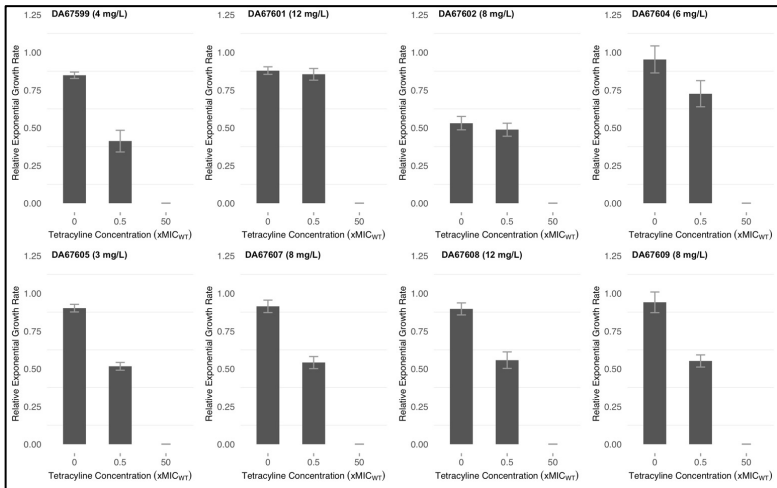 DA67599 (4 mg/L)
Relative Exponential Growth Rate
1.25
1.00
0.75
0.50
0.25
0.00
0 0.5 50
Tetracyline Concentration (xMIC_WT)
DA67601 (12 mg/L)
Relative Exponential Growth Rate
1.25
1.00
0.75
0.50
0.25
0.00
0 0.5 50
Tetracyline Concentration (xMIC_WT)
DA67602 (8 mg/L)
Relative Exponential Growth Rate
1.25
1.00
0.75
0.50
0.25
0.00
0 0.5 50
Tetracyline Concentration (xMIC_WT)
DA67604 (6 mg/L)
Relative Exponential Growth Rate
1.25
1.00
0.75
0.50
0.25
0.00
0 0.5 50
Tetracyline Concentration (xMIC_WT)
DA67605 (3 mg/L)
Relative Exponential Growth Rate
1.25
1.00
0.75
0.50
0.25
0.00
0 0.5 50
Tetracyline Concentration (xMIC_WT)
DA67607 (8 mg/L)
Relative Exponential Growth Rate
1.25
1.00
0.75
0.50
0.25
0.00
0 0.5 50
Tetracyline Concentration (xMIC_WT)
DA67608 (12 mg/L)
Relative Exponential Growth Rate
1.25
1.00
0.75
0.50
0.25
0.00
0 0.5 50
Tetracyline Concentration (xMIC_WT)
DA67609 (8 mg/L)
Relative Exponential Growth Rate
1.25
1.00
0.75
0.50
0.25
0.00
0 0.5 50
Tetracyline Concentration (xMIC_WT)